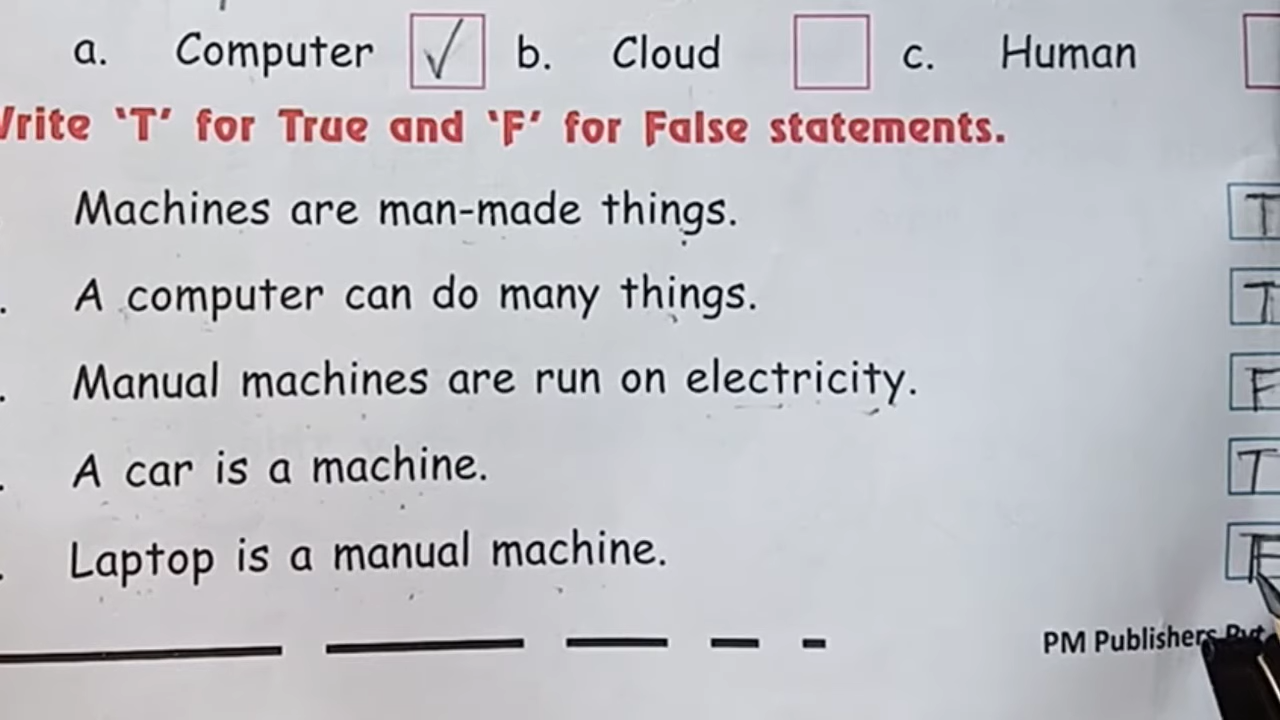 a. Computer ✓ b. Cloud c. Human
Write 'T' for True and 'F' for False statements.
Machines are man-made things. T
. A computer can do many things. T
. Manual machines are run on electricity. F
. A car is a machine. T
. Laptop is a manual machine. F
PM Publishers Pvt